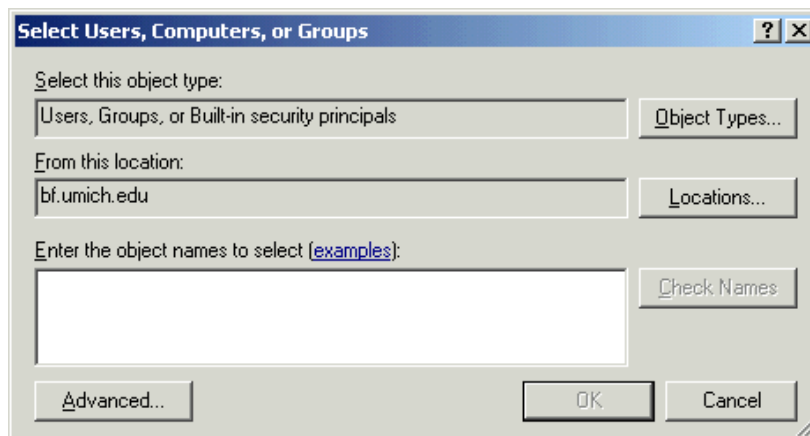 Select Users, Computers, or Groups
Select this object type:
Users, Groups, or Built-in security principals
Object Types...
From this location:
bf.umich.edu
Locations...
Enter the object names to select (examples):
Check Names
Advanced...
OK
Cancel